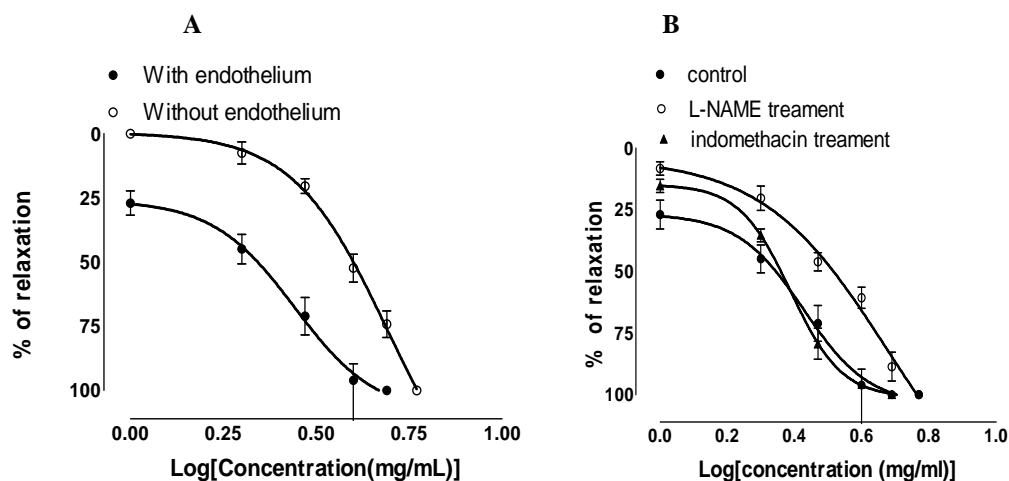 A
With endothelium
Without endothelium
0
25
50
75
100
% of relaxation
0.00 0.25 0.50 0.75 1.00
Log[Concentration(mg/mL)]
B
control
L-NAME treament
indomethacin treament
0
25
50
75
100
% of relaxation
0.0 0.2 0.4 0.6 0.8 1.0
Log[concentration (mg/ml)]